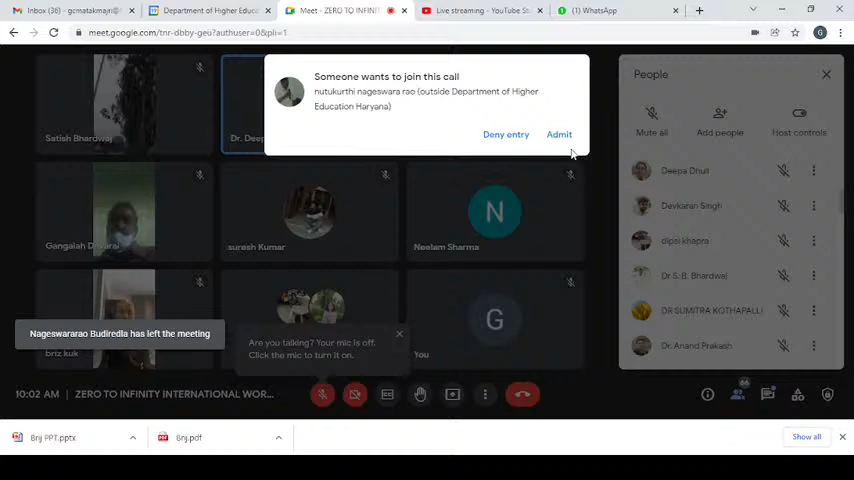 Inbox (60) - gcmatakmajri@
Department of Higher Educa
Meet - ZERO TO INFINIT
Live streaming - YouTube St
(1) WhatsApp
meet.google.com/tnr-dbby-geu?authuser=0&pli=1
Someone wants to join this call
nutukurthi nageswara rao (outside Department of Higher
Education Haryana)
Deny entry
Admit
People
Mute all
Add people
Host controls
Satish Bhardwaj
Dr. Deep
Deepa Dhull
Devkaran Singh
dipsi khapra
Dr S. B. Bhardwaj
DR SUMITRA KOTHAPALLI
Dr. Anand Prakash
suresh Kumar
N
Neelam Sharma
Nageswararao Budiredla has left the meeting
briz kuk
Are you talking? Your mic is off.
Click the mic to turn it on.
G
You
10:02 AM | ZERO TO INFINITY INTERNATIONAL WOR...
66
Brij PPT.pptx
Brij.pdf
Show all